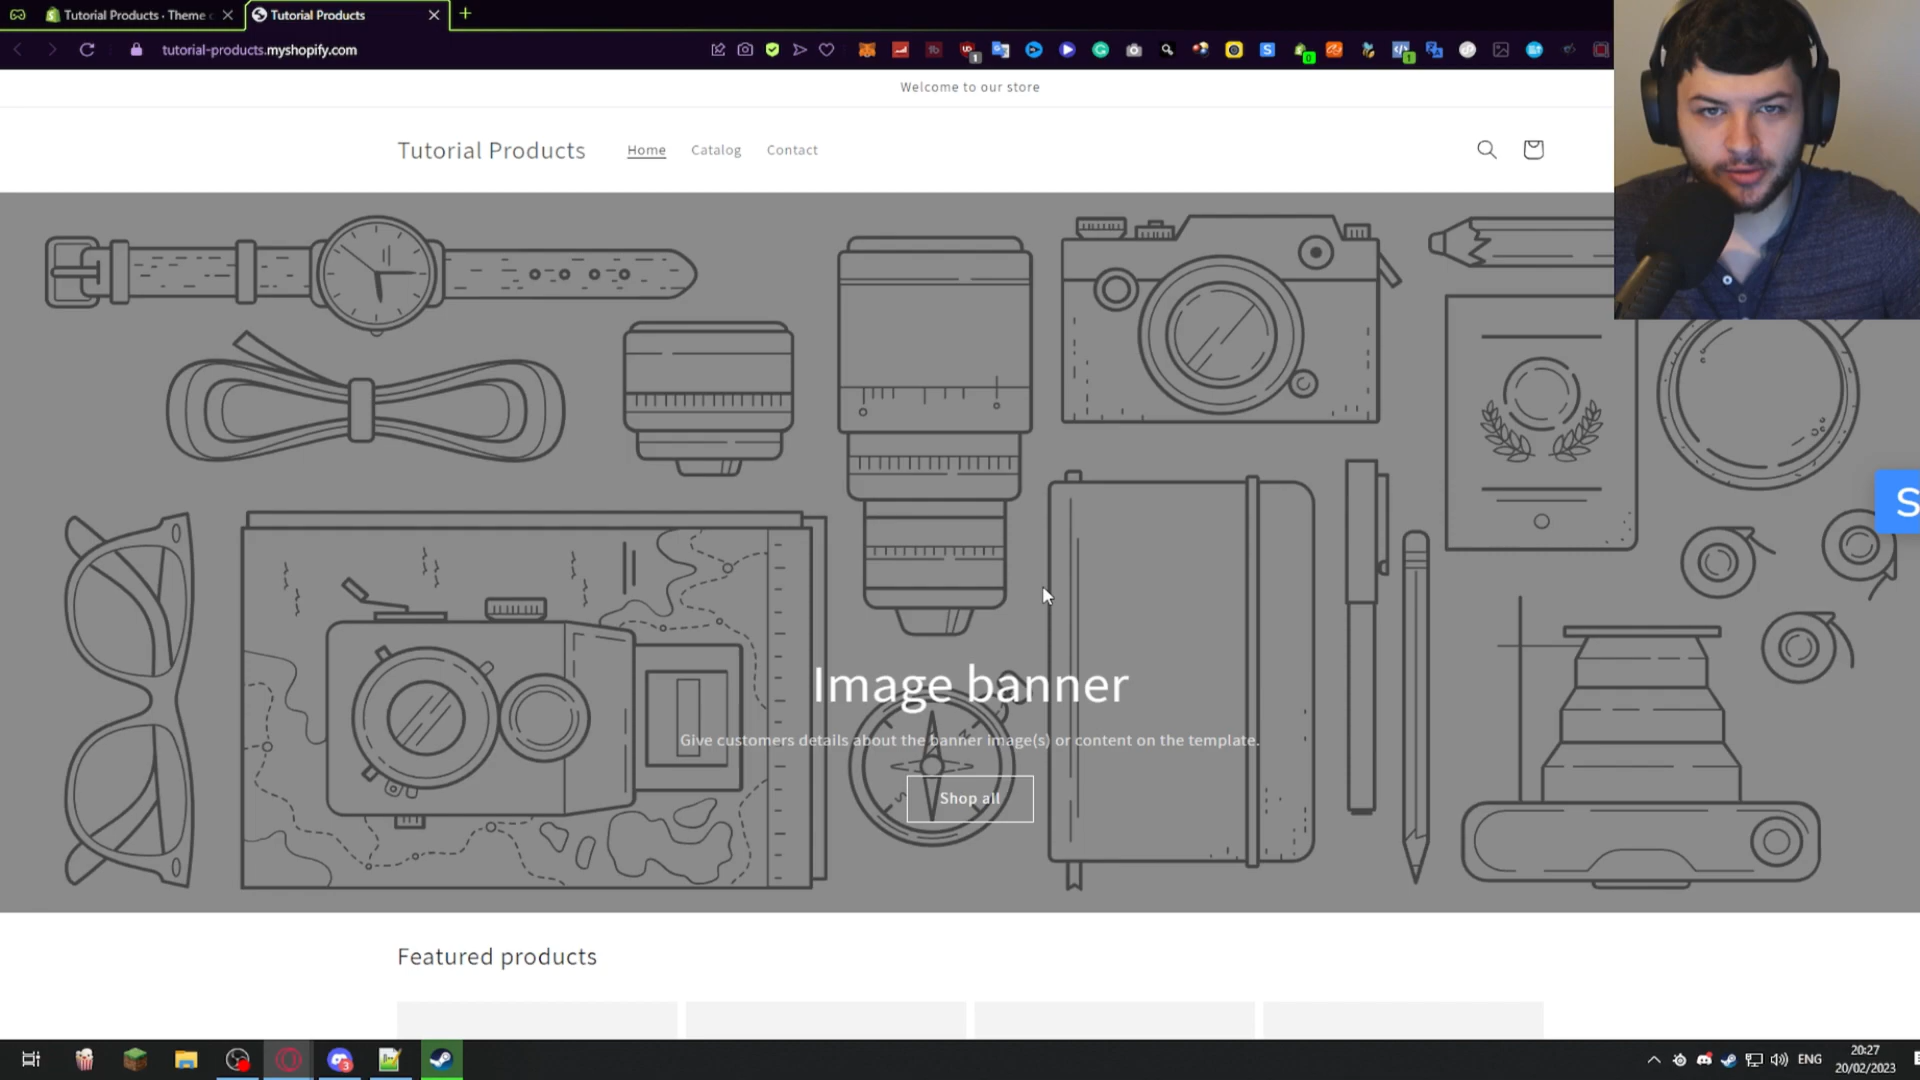 Tutorial Products · Theme
Tutorial Products
tutorial-products.myshopify.com
Welcome to our store
Tutorial Products
Home
Catalog
Contact
S
Image banner
Give customers details about the banner image(s) or content on the template.
Shop all
Featured products
ENG
20:27
20/02/2023